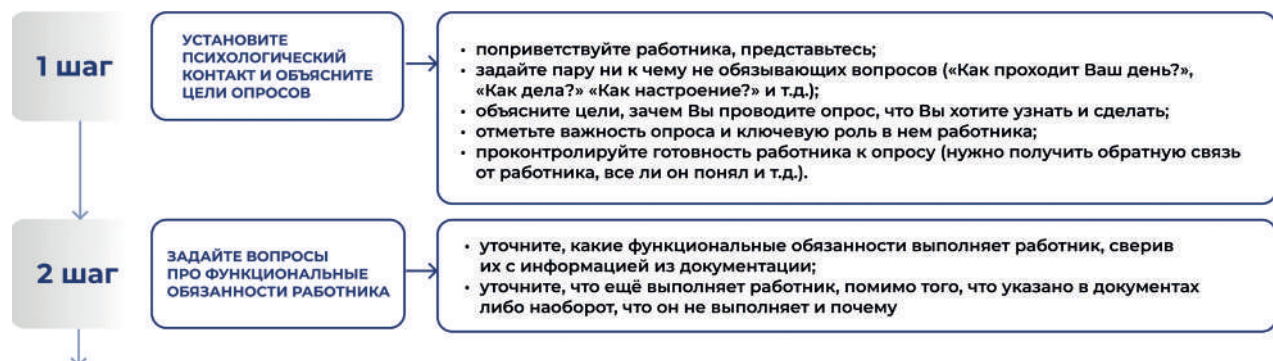 1 шаг
УСТАНОВИТЕ
ПСИХОЛОГИЧЕСКИЙ
КОНТАКТ И ОБЪЯСНИТЕ
ЦЕЛИ ОПРОСОВ
• поприветствуйте работника, представьтесь;
• задайте пару ни к чему не обязывающих вопросов («Как проходит Ваш день?»,
«Как дела?» «Как настроение?» и т.д.);
• объясните цели, зачем Вы проводите опрос, что Вы хотите узнать и сделать;
• отметьте важность опроса и ключевую роль в нем работника;
• проконтролируйте готовность работника к опросу (нужно получить обратную связь
от работника, все ли он понял и т.д.).
2 шаг
ЗАДАЙТЕ ВОПРОСЫ
ПРО ФУНКЦИОНАЛЬНЫЕ
ОБЯЗАННОСТИ РАБОТНИКА
• уточните, какие функциональные обязанности выполняет работник, сверив
их с информацией из документации;
• уточните, что ещё выполняет работник, помимо того, что указано в документах
либо наоборот, что он не выполняет и почему